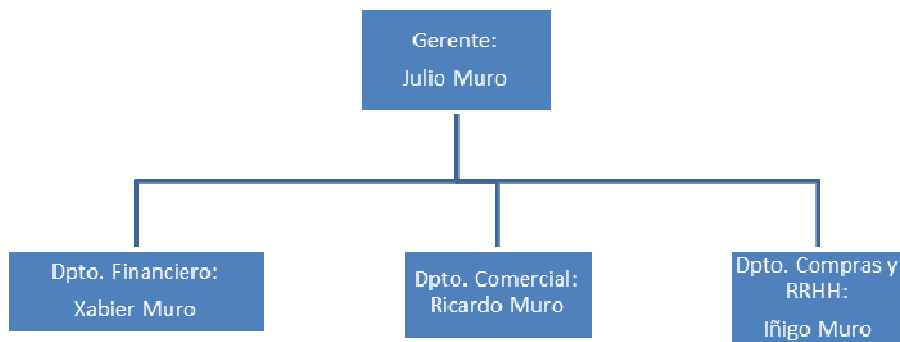 Gerente:
Julio Muro
Dpto. Financiero:
Xabier Muro
Dpto. Comercial:
Ricardo Muro
Dpto. Compras y
RRHH:
Iñigo Muro